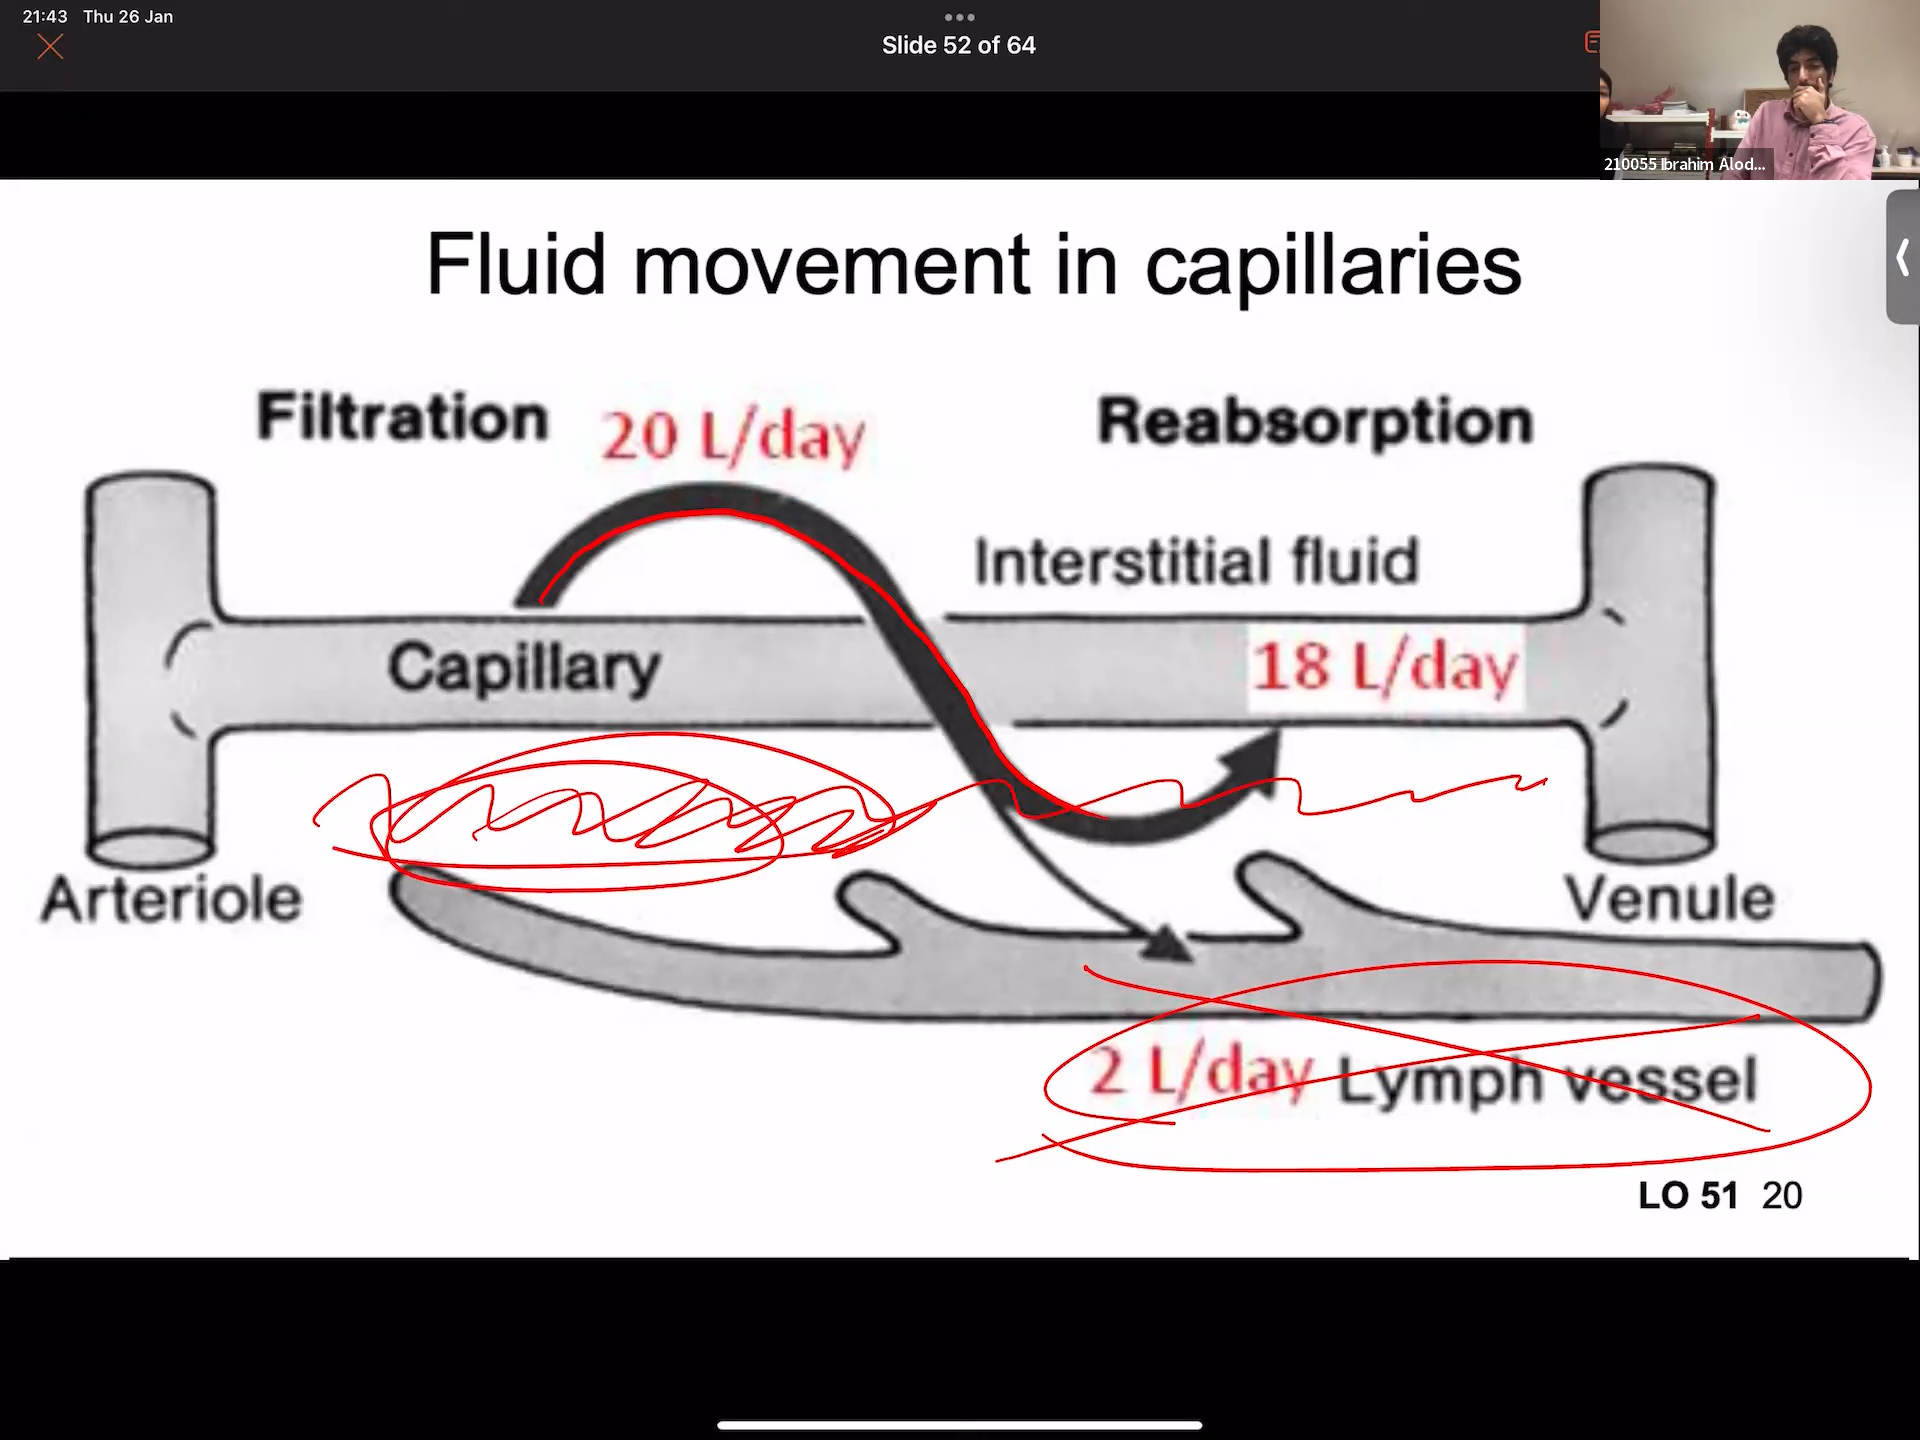 21:43 Thu 26 Jan
Slide 52 of 64
210055 Ibrahim Alod...
Fluid movement in capillaries
Filtration
20 L/day
Reabsorption
Interstitial fluid
Capillary
18 L/day
Arteriole
Venule
2 L/day Lymph vessel
LO 51 20